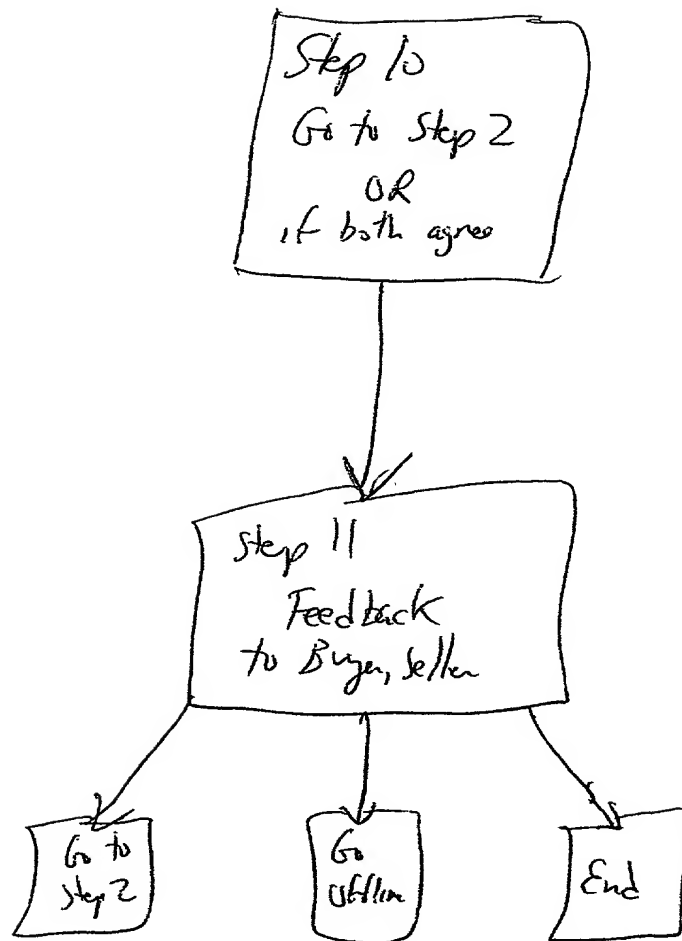 Step 10
Go to Step 2
OR
if both agree
Step 11
Feedback
to Buyer, Seller
Go to
Step 2
Go
Offline
End